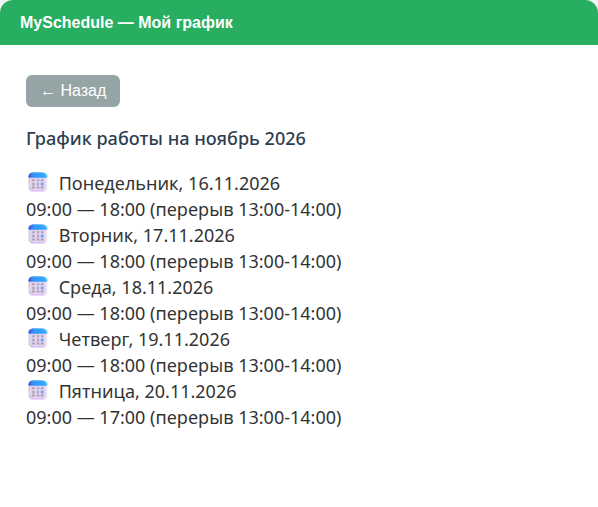 MySchedule — Мой график
← Назад
График работы на ноябрь 2026
Понедельник, 16.11.2026
09:00 — 18:00 (перерыв 13:00-14:00)
Вторник, 17.11.2026
09:00 — 18:00 (перерыв 13:00-14:00)
Среда, 18.11.2026
09:00 — 18:00 (перерыв 13:00-14:00)
Четверг, 19.11.2026
09:00 — 18:00 (перерыв 13:00-14:00)
Пятница, 20.11.2026
09:00 — 17:00 (перерыв 13:00-14:00)